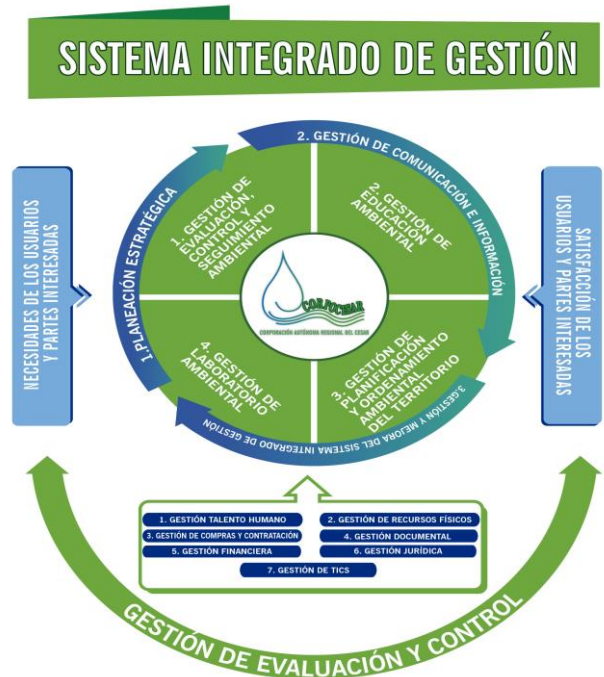 SISTEMA INTEGRADO DE GESTIÓN
NECESIDADES DE LOS USUARIOS
Y PARTES INTERESADAS
1. PLANEACIÓN ESTRATÉGICA
2. GESTIÓN DE COMUNICACIÓN E INFORMACIÓN
1. GESTIÓN DE
EVALUACIÓN,
CONTROL Y
SEGUIMIENTO
AMBIENTAL
2. GESTIÓN DE
EDUCACIÓN
AMBIENTAL
CORPOCESAR
CORPORACIÓN AUTÓNOMA REGIONAL DEL CESAR
4. GESTIÓN DE
LABORATORIO
AMBIENTAL
3. GESTIÓN DE
PLANIFICACIÓN
Y ORDENAMIENTO
AMBIENTAL
DEL TERRITORIO
3.GESTIÓN Y MEJORA DEL SISTEMA INTEGRADO DE GESTIÓN
SATISFACCIÓN DE LOS
USUARIOS Y PARTES INTERESADAS
1. GESTIÓN TALENTO HUMANO
2. GESTIÓN DE RECURSOS FÍSICOS
3. GESTIÓN DE COMPRAS Y CONTRATACIÓN
4. GESTIÓN DOCUMENTAL
5. GESTIÓN FINANCIERA
6. GESTIÓN JURÍDICA
7. GESTIÓN DE TICS
GESTIÓN DE EVALUACIÓN Y CONTROL